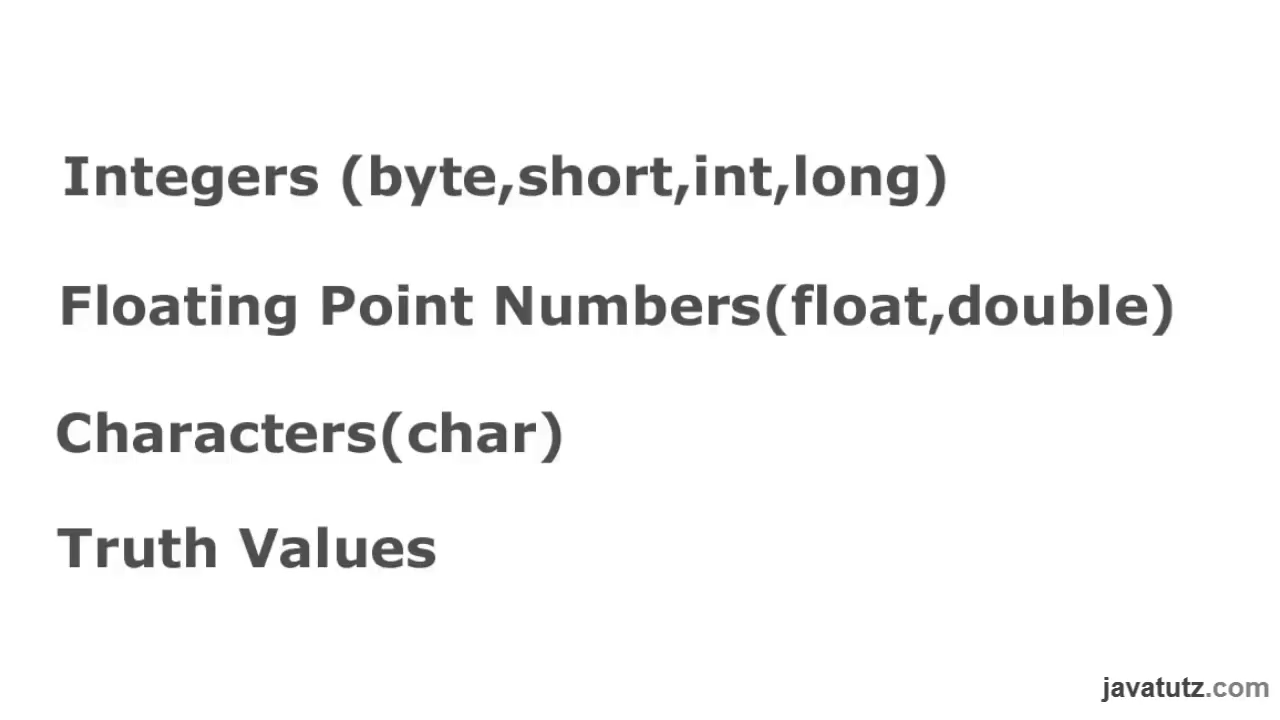 Integers (byte,short,int,long)
Floating Point Numbers(float,double)
Characters(char)
Truth Values
javatutz.com